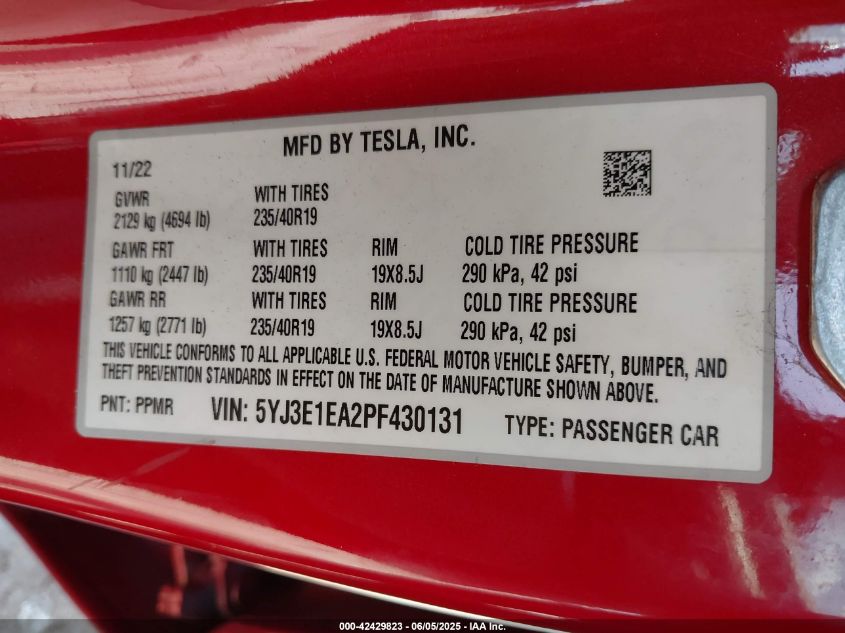 MFD BY TESLA, INC.
11/22
GVWR WITH TIRES
2129 kg (4694 lb) 235/40R19
GAWR FRT WITH TIRES RIM COLD TIRE PRESSURE
1110 kg (2447 lb) 235/40R19 19X8.5J 290 kPa, 42 psi
GAWR RR WITH TIRES RIM COLD TIRE PRESSURE
1257 kg (2771 lb) 235/40R19 19X8.5J 290 kPa, 42 psi
THIS VEHICLE CONFORMS TO ALL APPLICABLE U.S. FEDERAL MOTOR VEHICLE SAFETY, BUMPER, AND
THEFT PREVENTION STANDARDS IN EFFECT ON THE DATE OF MANUFACTURE SHOWN ABOVE.
PNT: PPMR VIN: 5YJ3E1EA2PF430131 TYPE: PASSENGER CAR
000-42429823 - 06/05/2025 - IAA Inc.